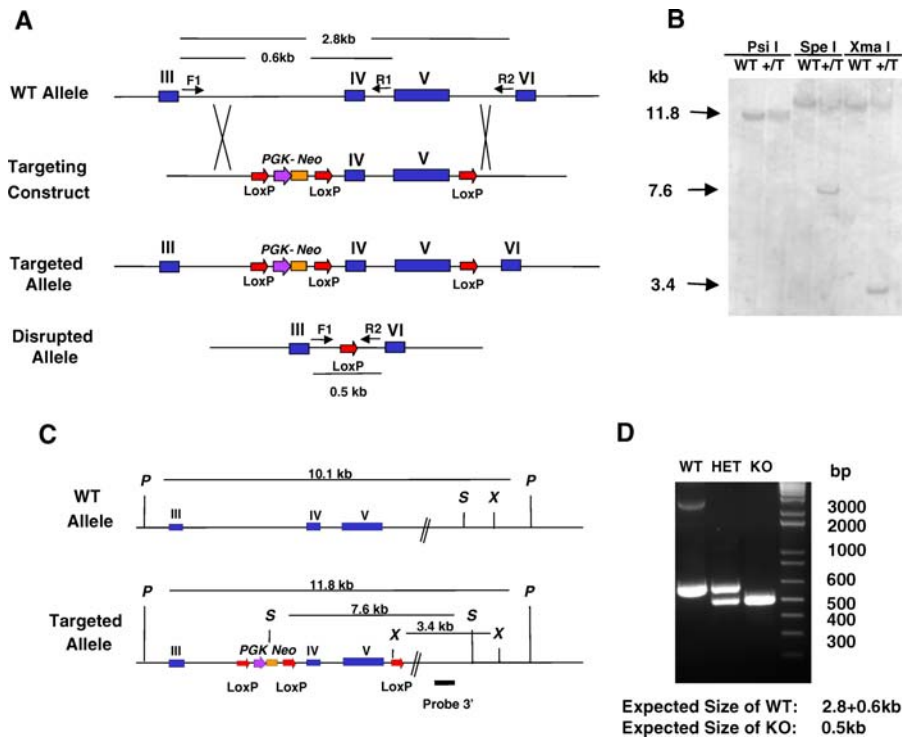 A
2.8kb
0.6kb
III F1 IV R1 V R2 VI
WT Allele
PGK- Neo IV V
Targeting
Construct
LoxP LoxP LoxP
III PGK- Neo IV V VI
Targeted
Allele
LoxP LoxP LoxP
Disrupted
Allele
III F1 R2 VI
LoxP
0.5 kb
B
Psi I Spe I Xma I
kb WT +/T WT+/T WT +/T
11.8
7.6
3.4
C
P 10.1 kb P
WT
Allele
S X
III IV V
P 11.8 kb P
Targeted
Allele
S 7.6 kb S
X 3.4 kb X
III PGK Neo IV V
LoxP LoxP LoxP
Probe 3'
D
WT HET KO bp
3000
2000
1000
600
500
400
300
Expected Size of WT: 2.8+0.6kb
Expected Size of KO: 0.5kb